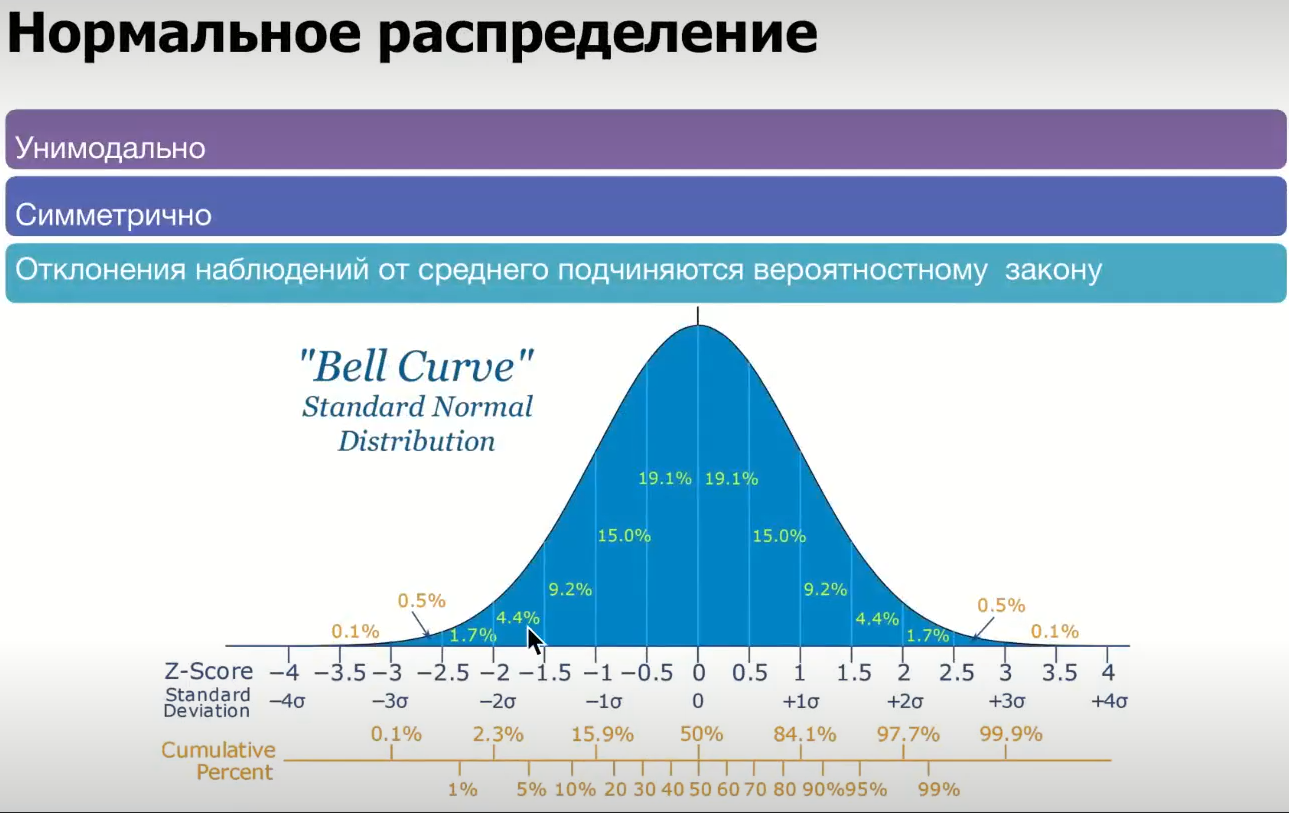 Нормальное распределение
Унимодально
Симметрично
Отклонения наблюдений от среднего подчиняются вероятностному закону
"Bell Curve"
Standard Normal
Distribution
19.1% 19.1%
15.0% 15.0%
9.2% 9.2%
0.5% 0.5%
4.4% 4.4%
0.1% 1.7% 1.7% 0.1%
Z-Score −4 −3.5 −3 −2.5 −2 −1.5 −1 −0.5 0 0.5 1 1.5 2 2.5 3 3.5 4
Standard
Deviation −4σ −3σ −2σ −1σ 0 +1σ +2σ +3σ +4σ
0.1% 2.3% 15.9% 50% 84.1% 97.7% 99.9%
Cumulative
Percent
1% 5% 10% 20 30 40 50 60 70 80 90% 95% 99%